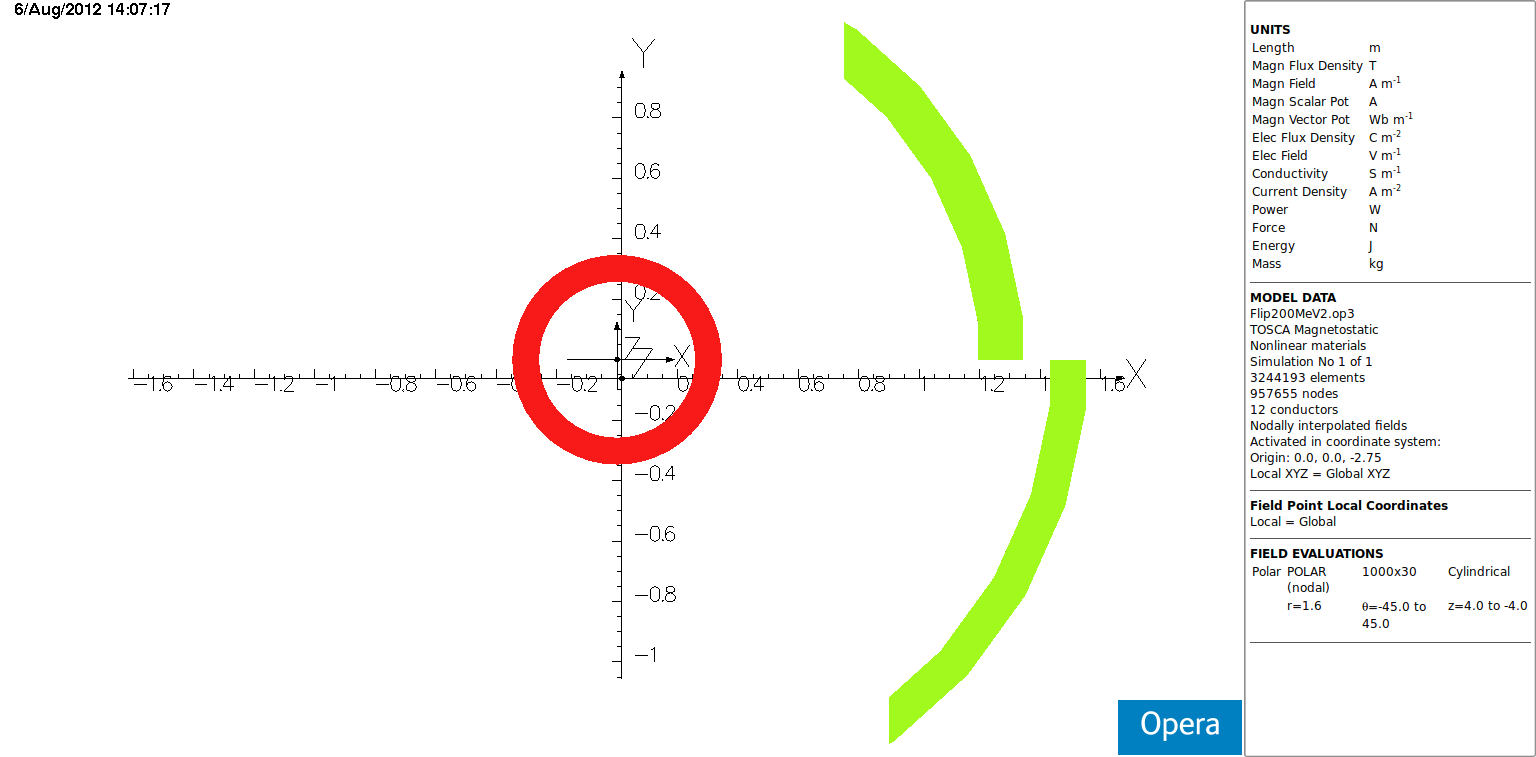 6/Aug/2012 14:07:17
Y
0.8
0.6
0.4
0.2
Y
Z
X
−1.6 −1.4 −1.2 −1 −0.8 −0.6 −0.2 0.4 0.6 0.8 1 1.2 1.6 X
−0.2
−0.4
−0.6
−0.8
−1
Opera
UNITS
Length m
Magn Flux Density T
Magn Field A m-1
Magn Scalar Pot A
Magn Vector Pot Wb m-1
Elec Flux Density C m-2
Elec Field V m-1
Conductivity S m-1
Current Density A m-2
Power W
Force N
Energy J
Mass kg
MODEL DATA
Flip200MeV2.op3
TOSCA Magnetostatic
Nonlinear materials
Simulation No 1 of 1
3244193 elements
957655 nodes
12 conductors
Nodally interpolated fields
Activated in coordinate system:
Origin: 0.0, 0.0, -2.75
Local XYZ = Global XYZ
Field Point Local Coordinates
Local = Global
FIELD EVALUATIONS
Polar POLAR 1000x30 Cylindrical
(nodal)
r=1.6 θ=-45.0 to z=4.0 to -4.0
45.0